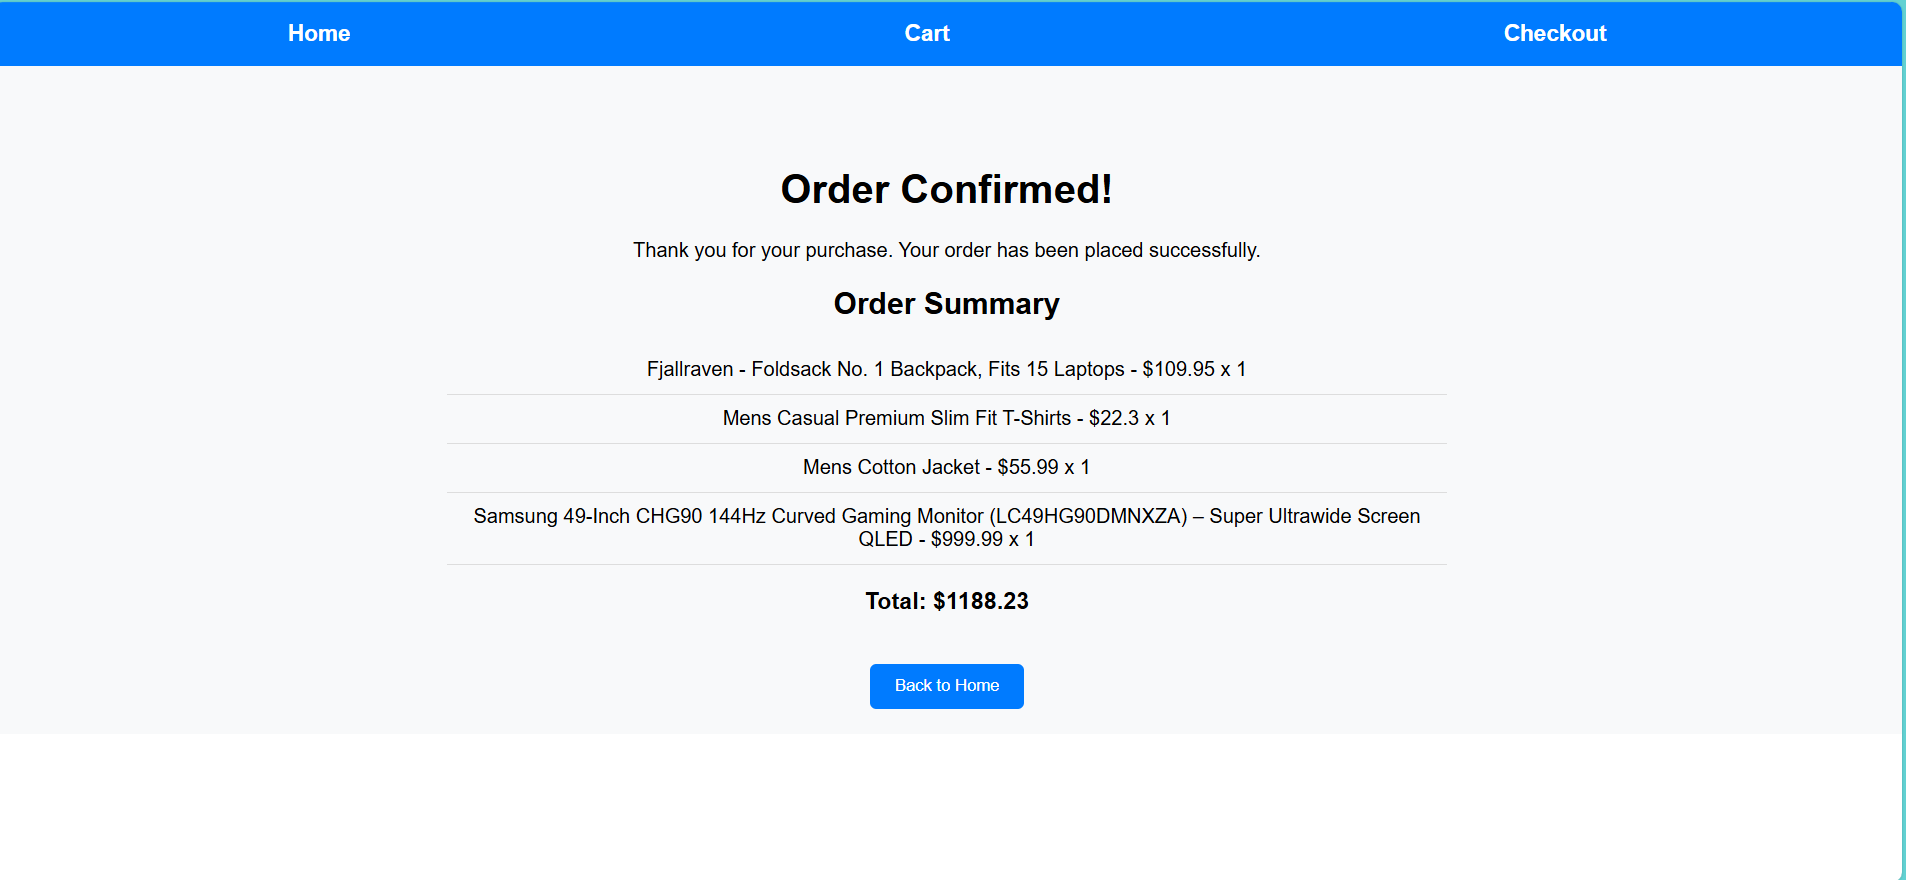 Home Cart Checkout
Order Confirmed!
Thank you for your purchase. Your order has been placed successfully.
Order Summary
Fjallraven - Foldsack No. 1 Backpack, Fits 15 Laptops - $109.95 x 1
Mens Casual Premium Slim Fit T-Shirts - $22.3 x 1
Mens Cotton Jacket - $55.99 x 1
Samsung 49-Inch CHG90 144Hz Curved Gaming Monitor (LC49HG90DMNXZA) – Super Ultrawide Screen
QLED - $999.99 x 1
Total: $1188.23
Back to Home